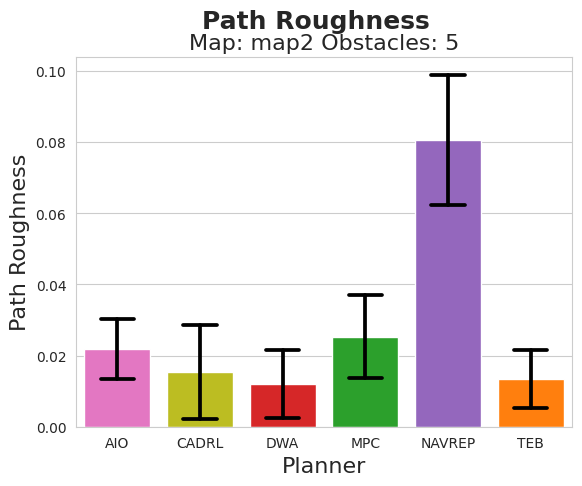 Path Roughness
Map: map2 Obstacles: 5
Path Roughness
0.10
0.08
0.06
0.04
0.02
0.00
AIO CADRL DWA MPC NAVREP TEB
Planner